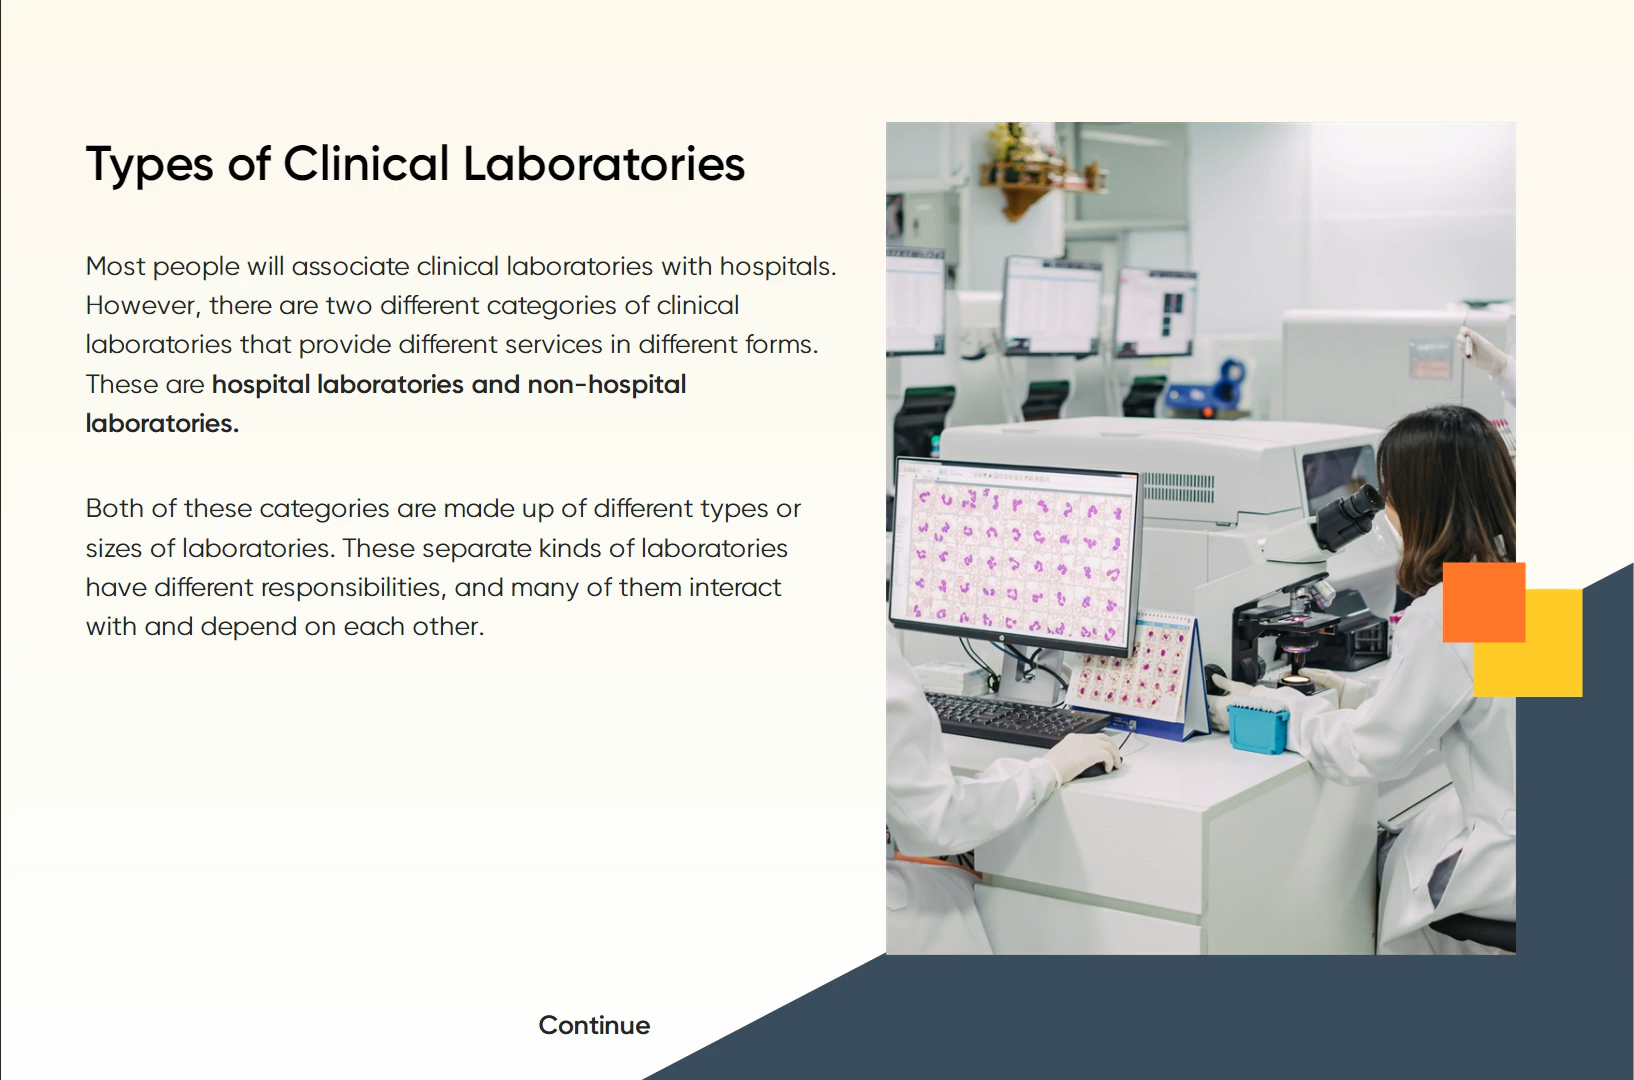 Types of Clinical Laboratories
Most people will associate clinical laboratories with hospitals.
However, there are two different categories of clinical
laboratories that provide different services in different forms.
These are hospital laboratories and non-hospital
laboratories.
Both of these categories are made up of different types or
sizes of laboratories. These separate kinds of laboratories
have different responsibilities, and many of them interact
with and depend on each other.
Continue